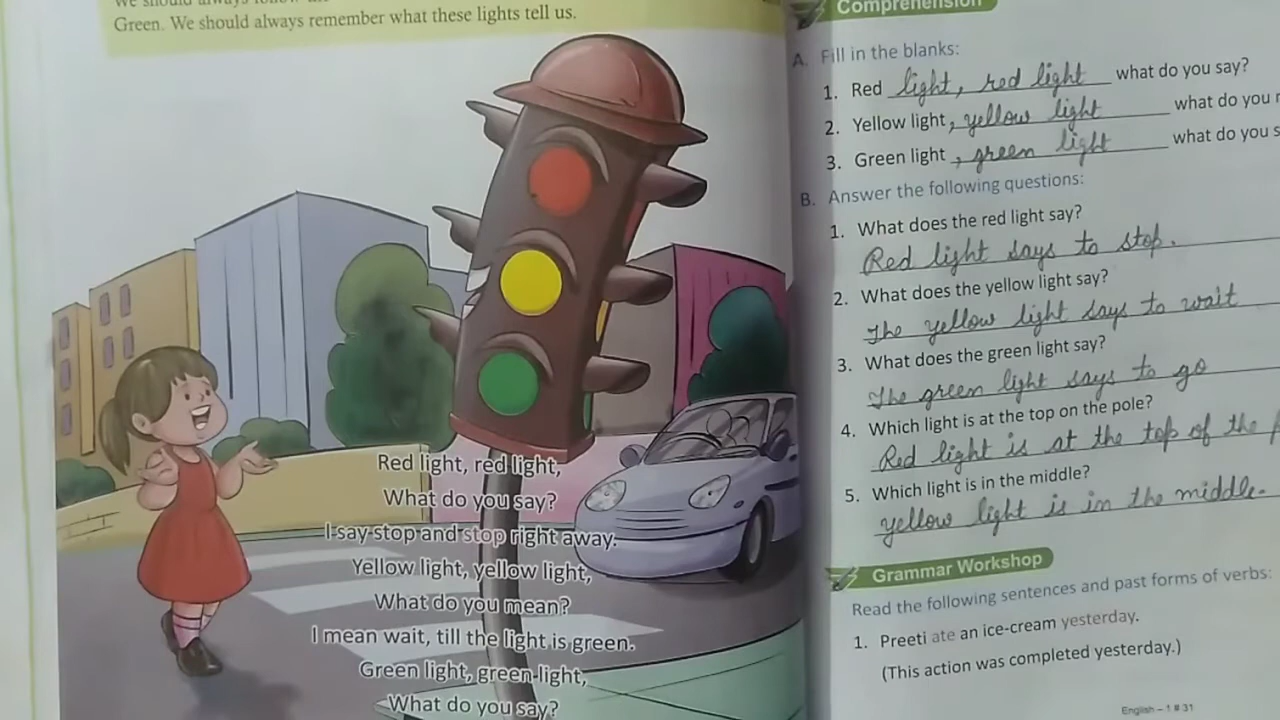 Green. We should always remember what these lights tell us.
Red light, red light,
What do you say?
I say stop and stop right away.
Yellow light, yellow light,
What do you mean?
I mean wait, till the light is green.
Green light, green light,
What do you say?
Comprehension
A. Fill in the blanks:
1. Red light, red light what do you say?
2. Yellow light, yellow light what do you
3. Green light, green light what do you
B. Answer the following questions:
1. What does the red light say?
Red light says to stop.
2. What does the yellow light say?
The yellow light says to wait
3. What does the green light say?
The green light says to go
4. Which light is at the top on the pole?
Red light is at the top of the
5. Which light is in the middle?
yellow light is in the middle.
Grammar Workshop
Read the following sentences and past forms of verbs:
1. Preeti ate an ice-cream yesterday.
(This action was completed yesterday.)
English – 1 # 31